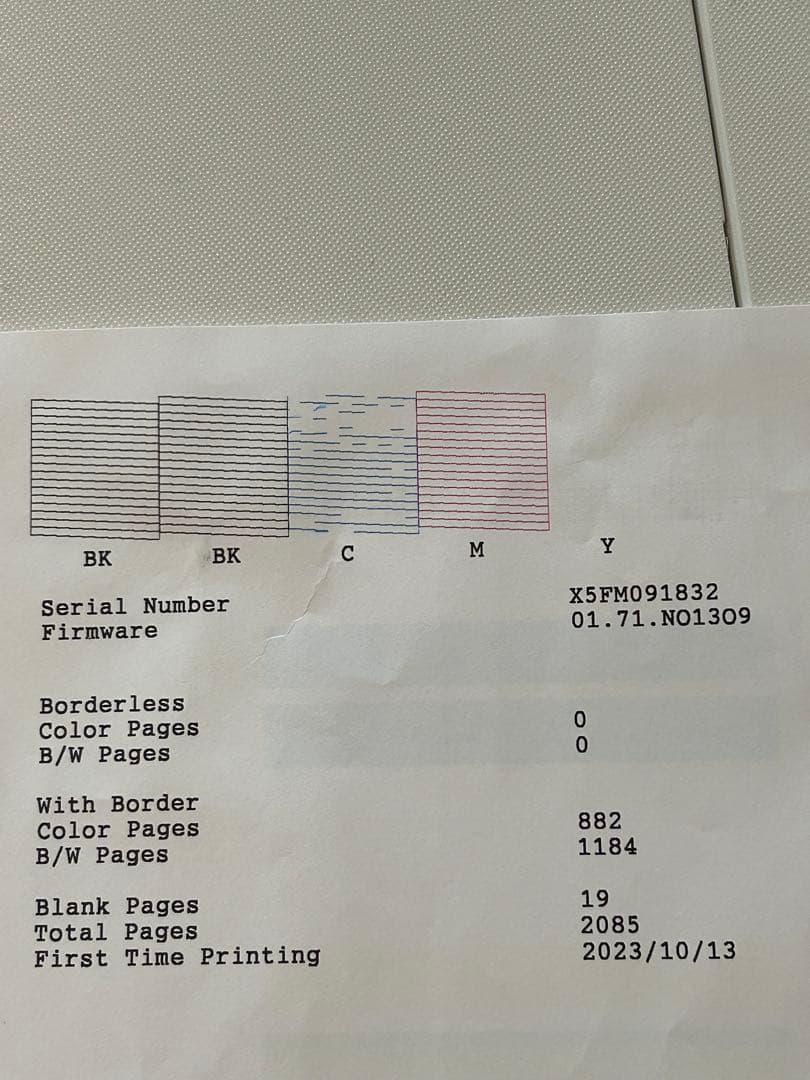 BK BK C M Y
Serial Number X5FM091832
Firmware 01.71.NO13O9
Borderless
Color Pages 0
B/W Pages 0
With Border
Color Pages 882
B/W Pages 1184
Blank Pages 19
Total Pages 2085
First Time Printing 2023/10/13